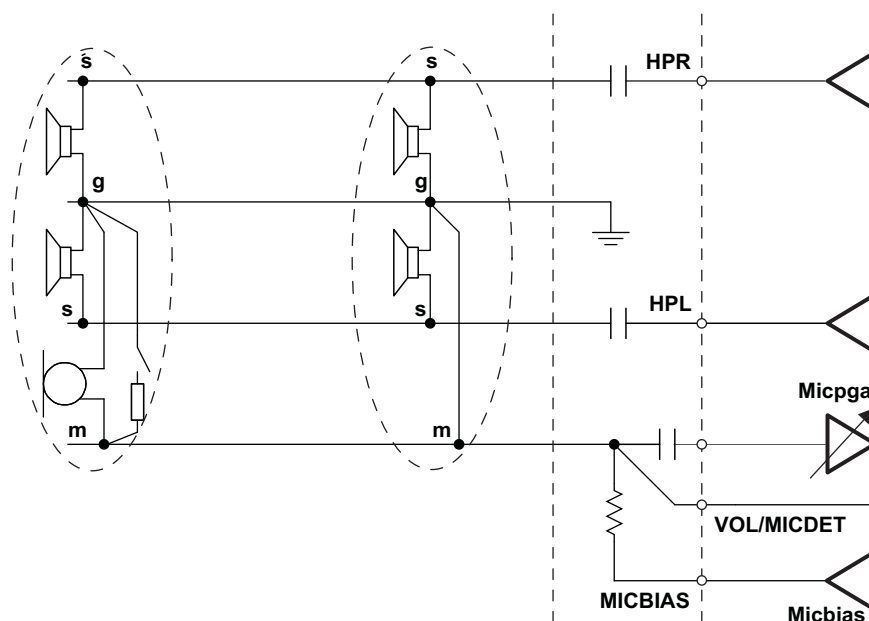 s s HPR
g g
s s HPL
Micpga
m m
VOL/MICDET
MICBIAS
Micbias